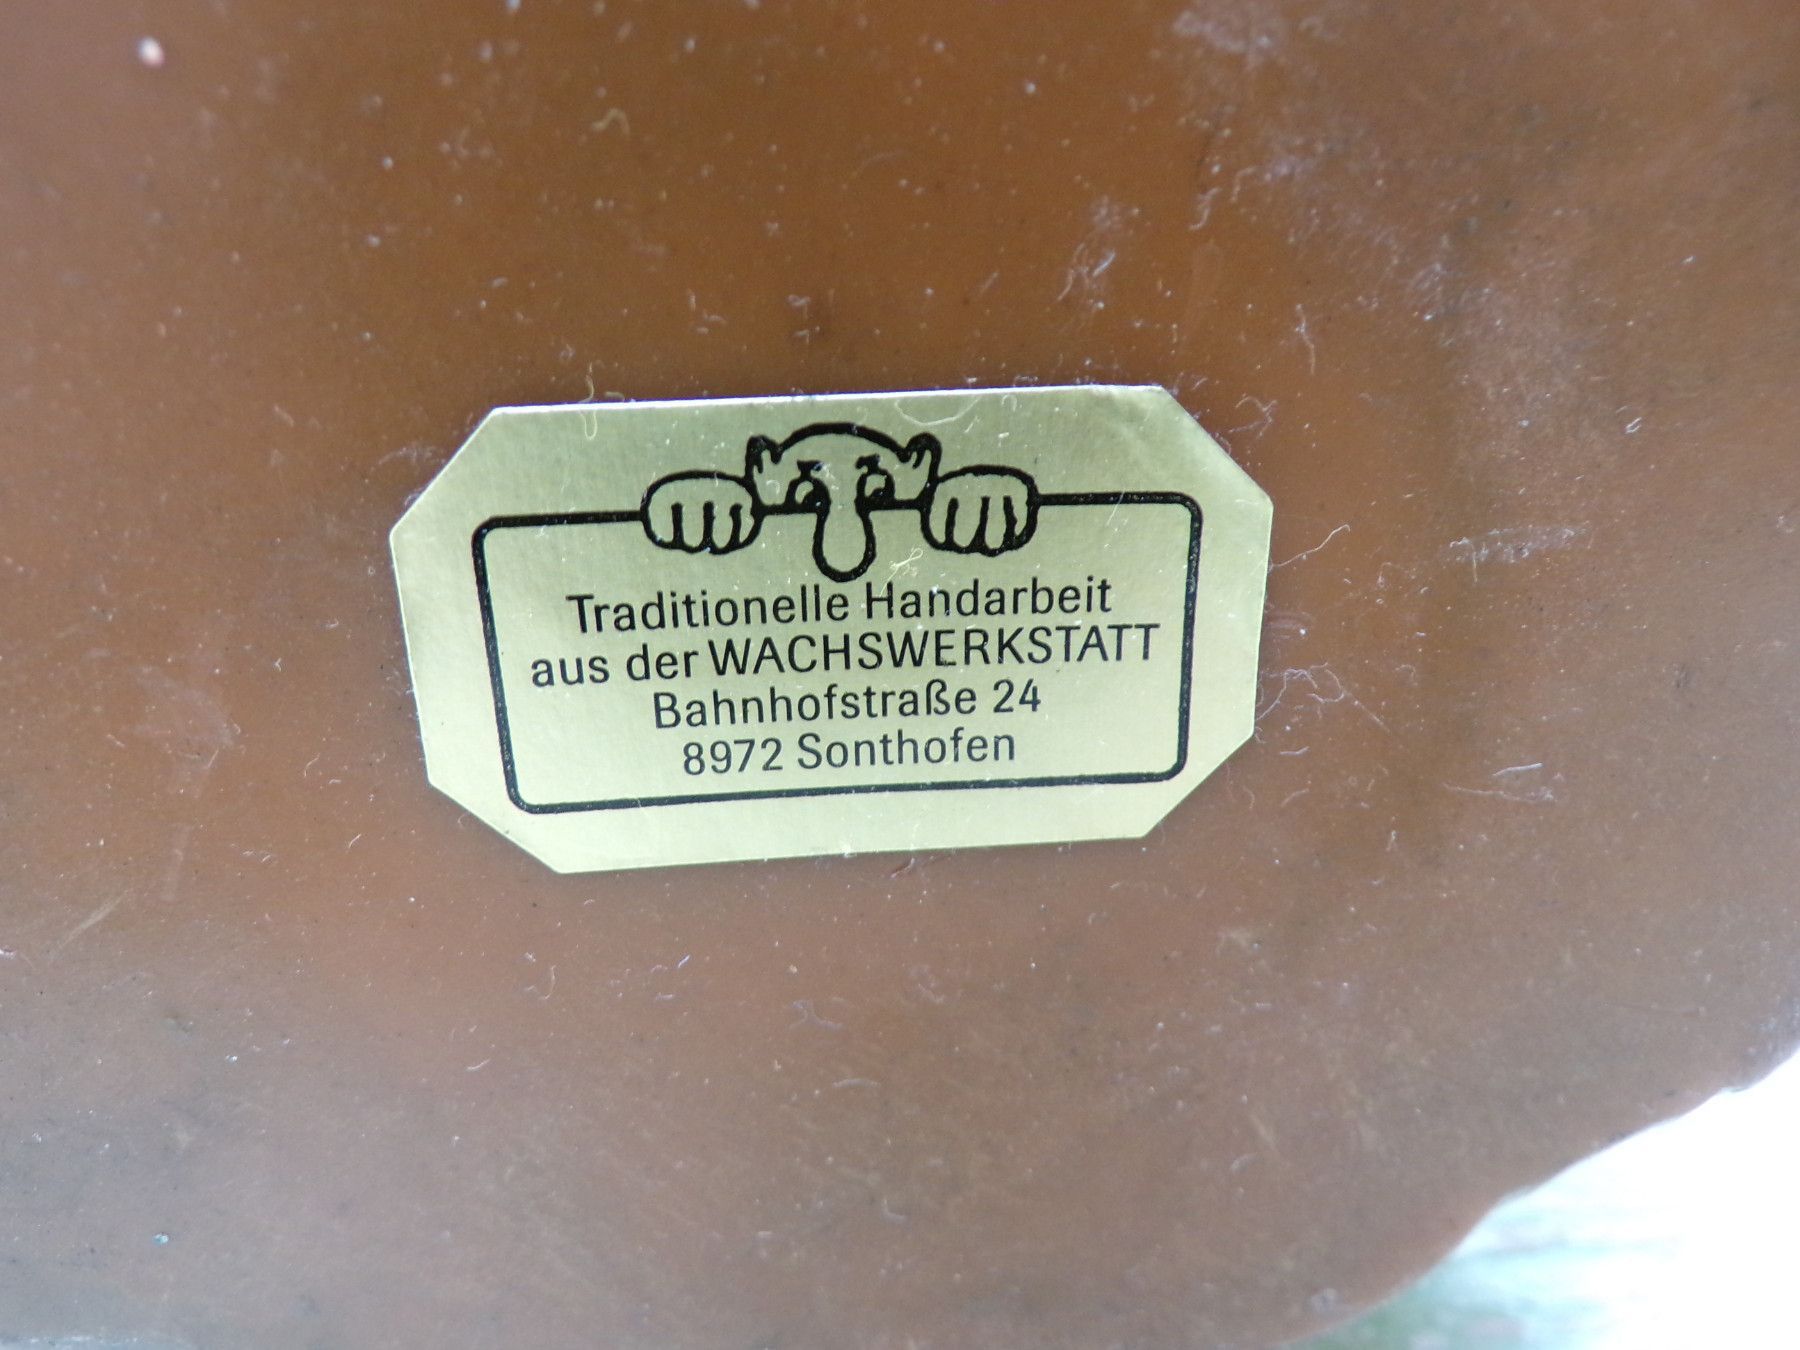 Traditionelle Handarbeit
aus der WACHSWERKSTATT
Bahnhofstraße 24
8972 Sonthofen